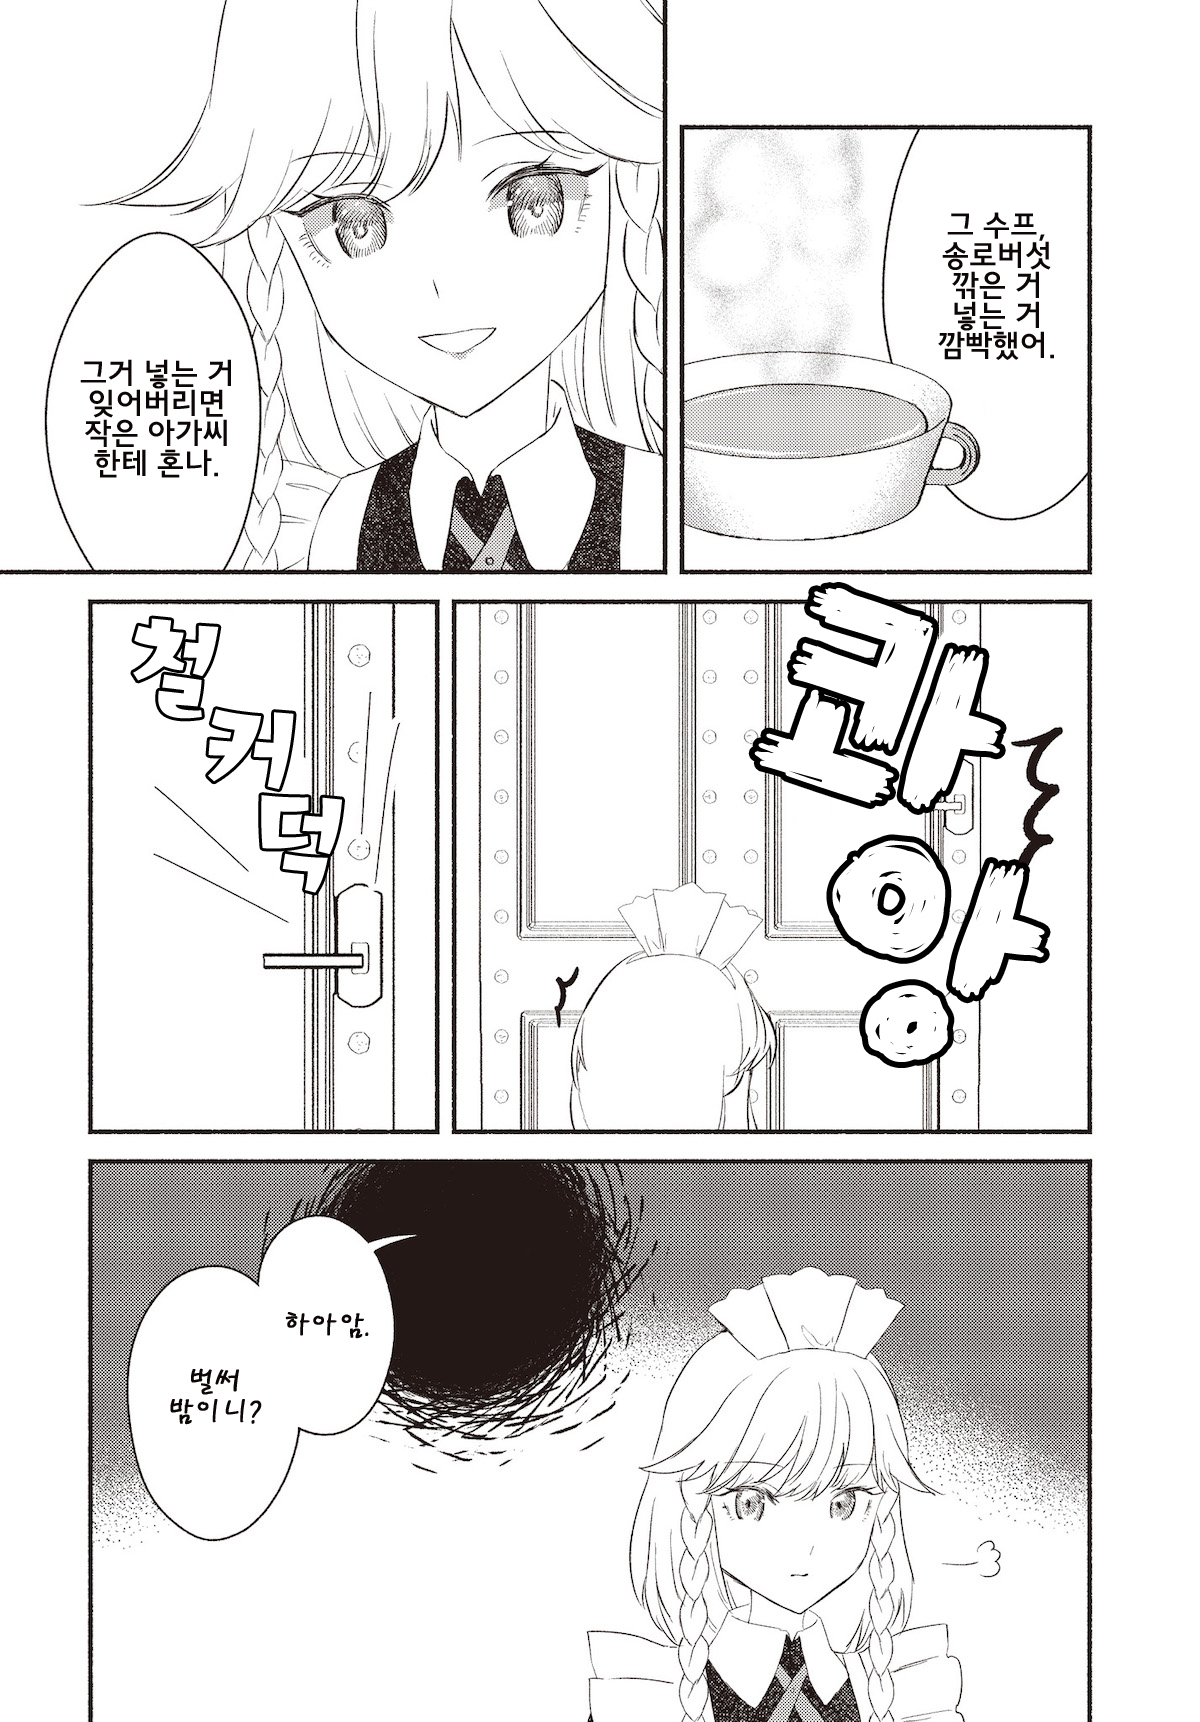 그 수프,
송로버섯
깎은 거
넣는 거
깜빡했어.
그거 넣는 거
잊어버리면
작은 아가씨
한테 혼나.
콰
아
ㅇ
철
커
덕
하아암.
벌써
밤이니?